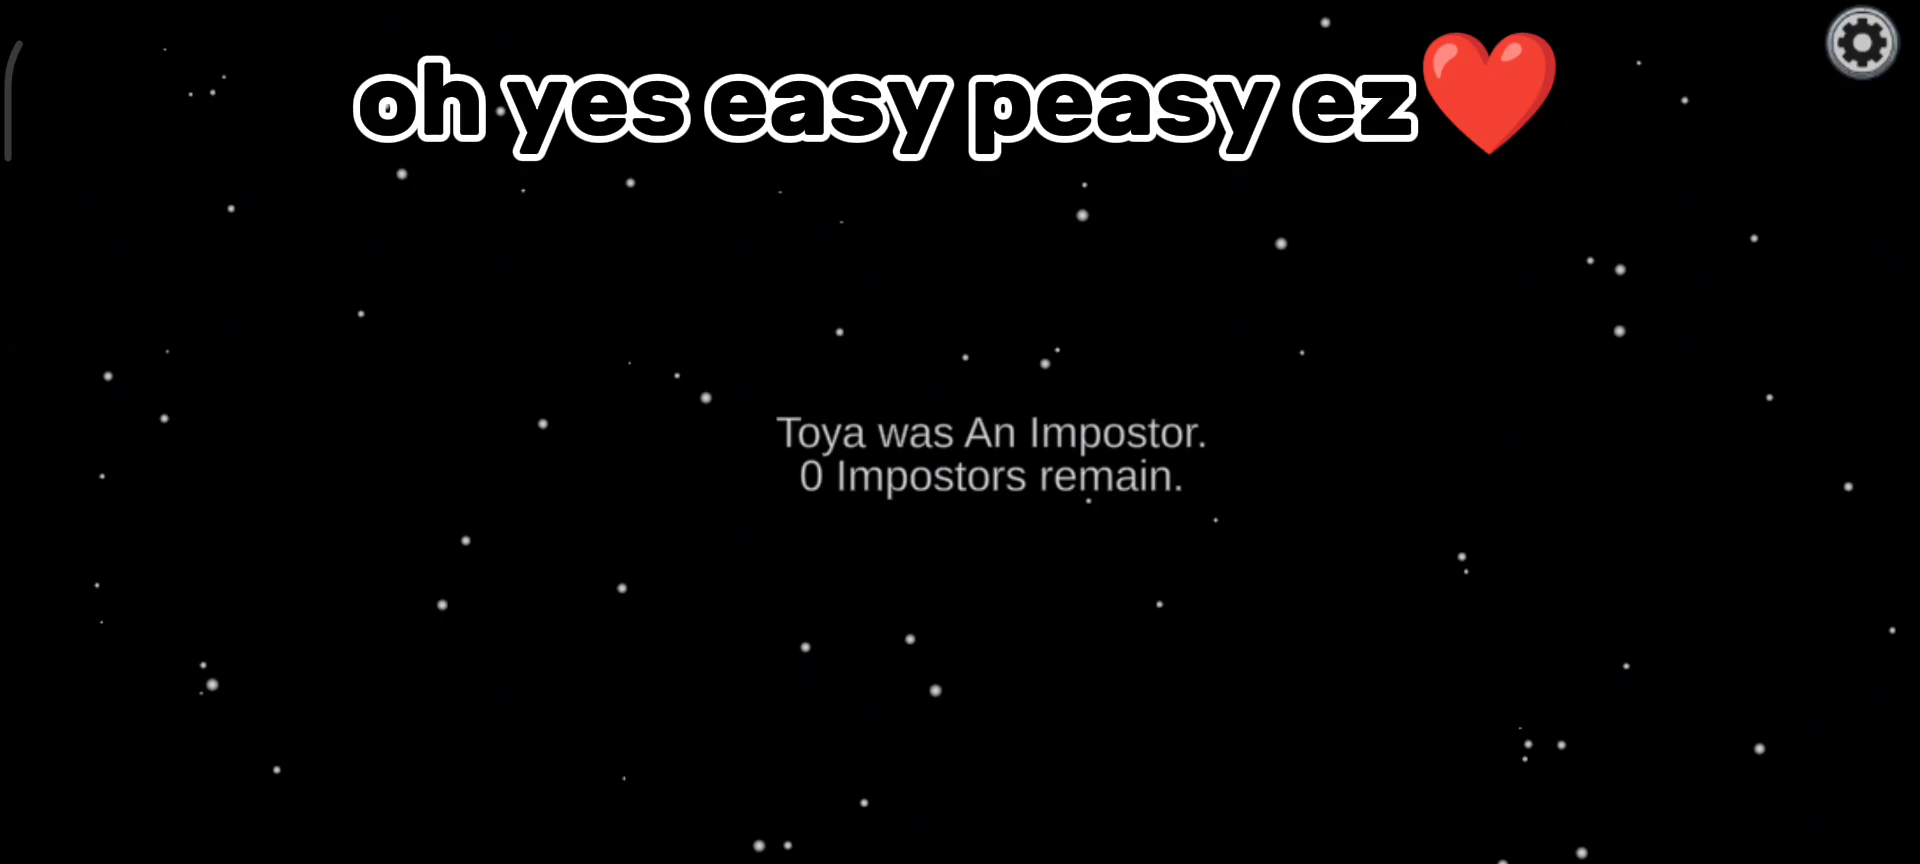 oh yes easy peasy ez❤️
Toya was An Impostor.
0 Impostors remain.